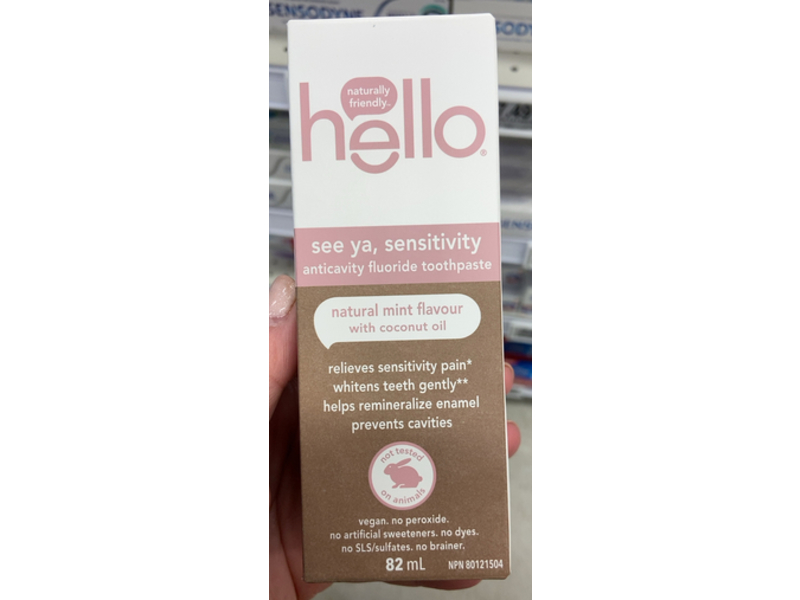 SENSODYNE
naturally
friendly™
hello®
see ya, sensitivity
anticavity fluoride toothpaste
natural mint flavour
with coconut oil
relieves sensitivity pain*
whitens teeth gently**
helps remineralize enamel
prevents cavities
not tested
on animals
vegan. no peroxide.
no artificial sweeteners. no dyes.
no SLS/sulfates. no brainer.
82 mL
NPN 80121504